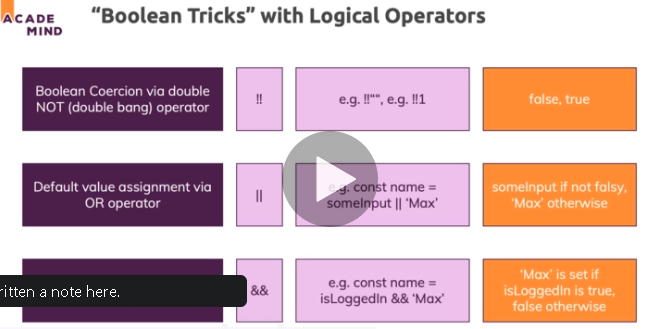 ACADE
MIND
“Boolean Tricks” with Logical Operators
Boolean Coercion via double
NOT (double bang) operator
!!
e.g. !!““, e.g. !!1
false, true
Default value assignment via
OR operator
||
e.g. const name =
someInput || ‘Max’
someInput if not falsy,
‘Max’ otherwise
ritten a note here.
&&
e.g. const name =
isLoggedIn && ‘Max’
‘Max’ is set if
isLoggedIn is true,
false otherwise